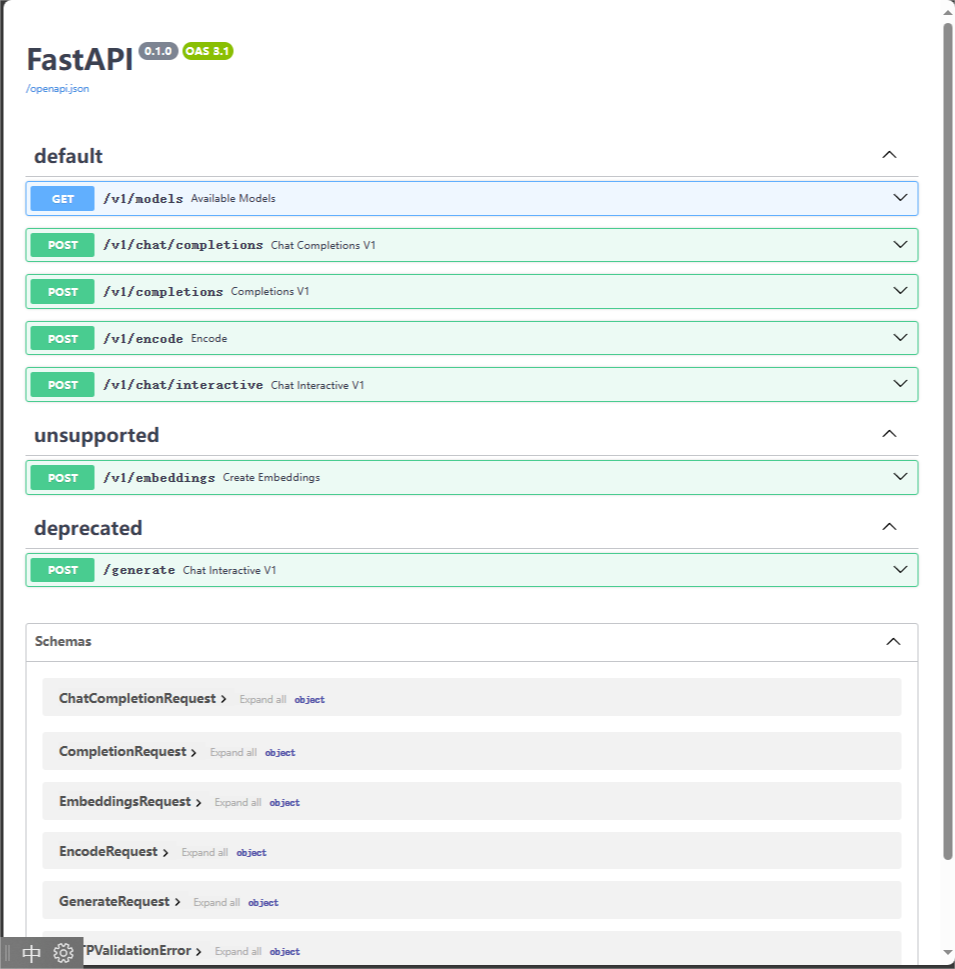 FastAPI 0.1.0 OAS 3.1
/openapi.json
default
GET /v1/models Available Models
POST /v1/chat/completions Chat Completions V1
POST /v1/completions Completions V1
POST /v1/encode Encode
POST /v1/chat/interactive Chat Interactive V1
unsupported
POST /v1/embeddings Create Embeddings
deprecated
POST /generate Chat Interactive V1
Schemas
ChatCompletionRequest Expand all object
CompletionRequest Expand all object
EmbeddingsRequest Expand all object
EncodeRequest Expand all object
GenerateRequest Expand all object
中 TPValidationError Expand all object